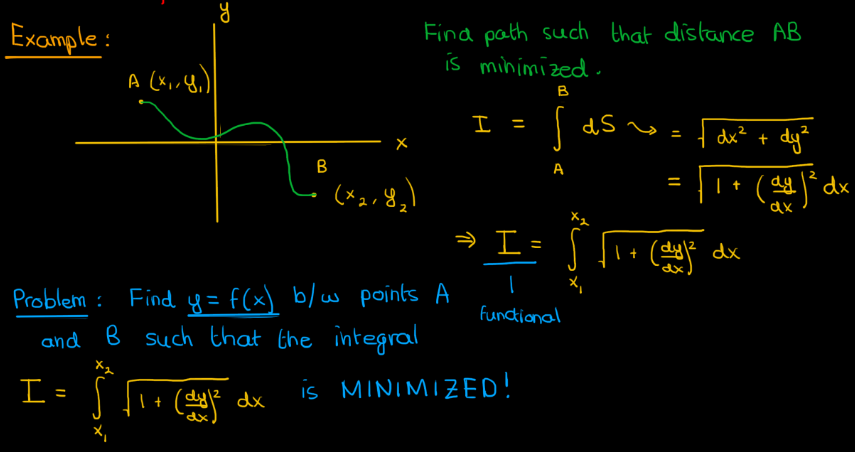 Example:
y
A (x₁, y₁)
x
B
(x₂, y₂)
Find path such that distance AB
is minimized.
I = ∫_A^B dS ⤳ = √(dx² + dy²)
= √(1 + (dy/dx)²) dx
⇒ I = ∫_{x₁}^{x₂} √(1 + (dy/dx)²) dx
functional
Problem: Find y = f(x) b/w points A
and B such that the integral
I = ∫_{x₁}^{x₂} √(1 + (dy/dx)²) dx is MINIMIZED!